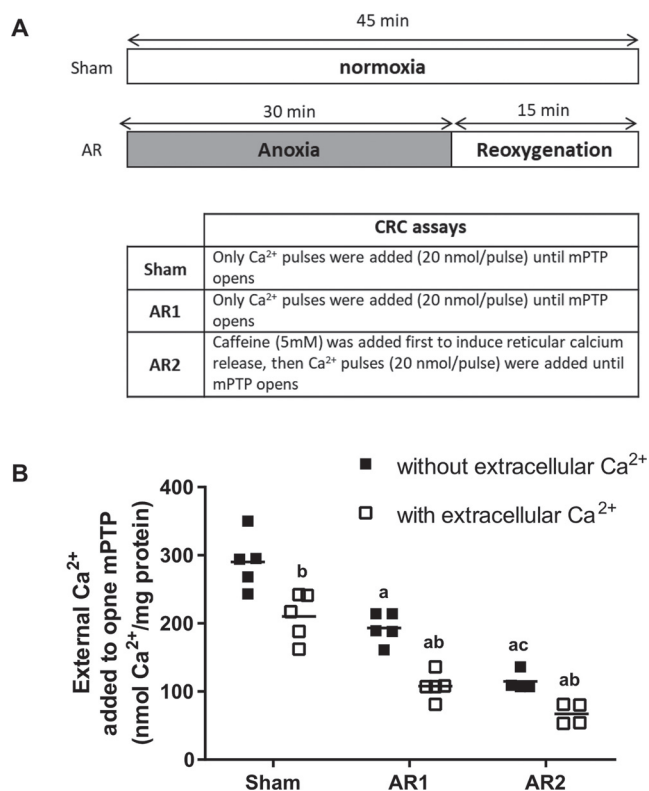 A
45 min
Sham
normoxia
30 min
15 min
AR
Anoxia
Reoxygenation
CRC assays
Sham
Only Ca²⁺ pulses were added (20 nmol/pulse) until mPTP
opens
AR1
Only Ca²⁺ pulses were added (20 nmol/pulse) until mPTP
opens
AR2
Caffeine (5mM) was added first to induce reticular calcium
release, then Ca²⁺ pulses (20 nmol/pulse) were added until
mPTP opens
B
without extracellular Ca²⁺
with extracellular Ca²⁺
External Ca²⁺
added to opne mPTP
(nmol Ca²⁺/mg protein)
400
300
200
100
0
b
a
ab
ac
ab
Sham
AR1
AR2